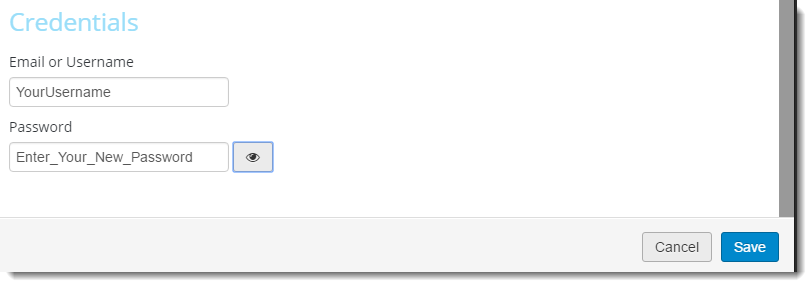 Credentials
Email or Username
YourUsername
Password
Enter_Your_New_Password
Cancel Save